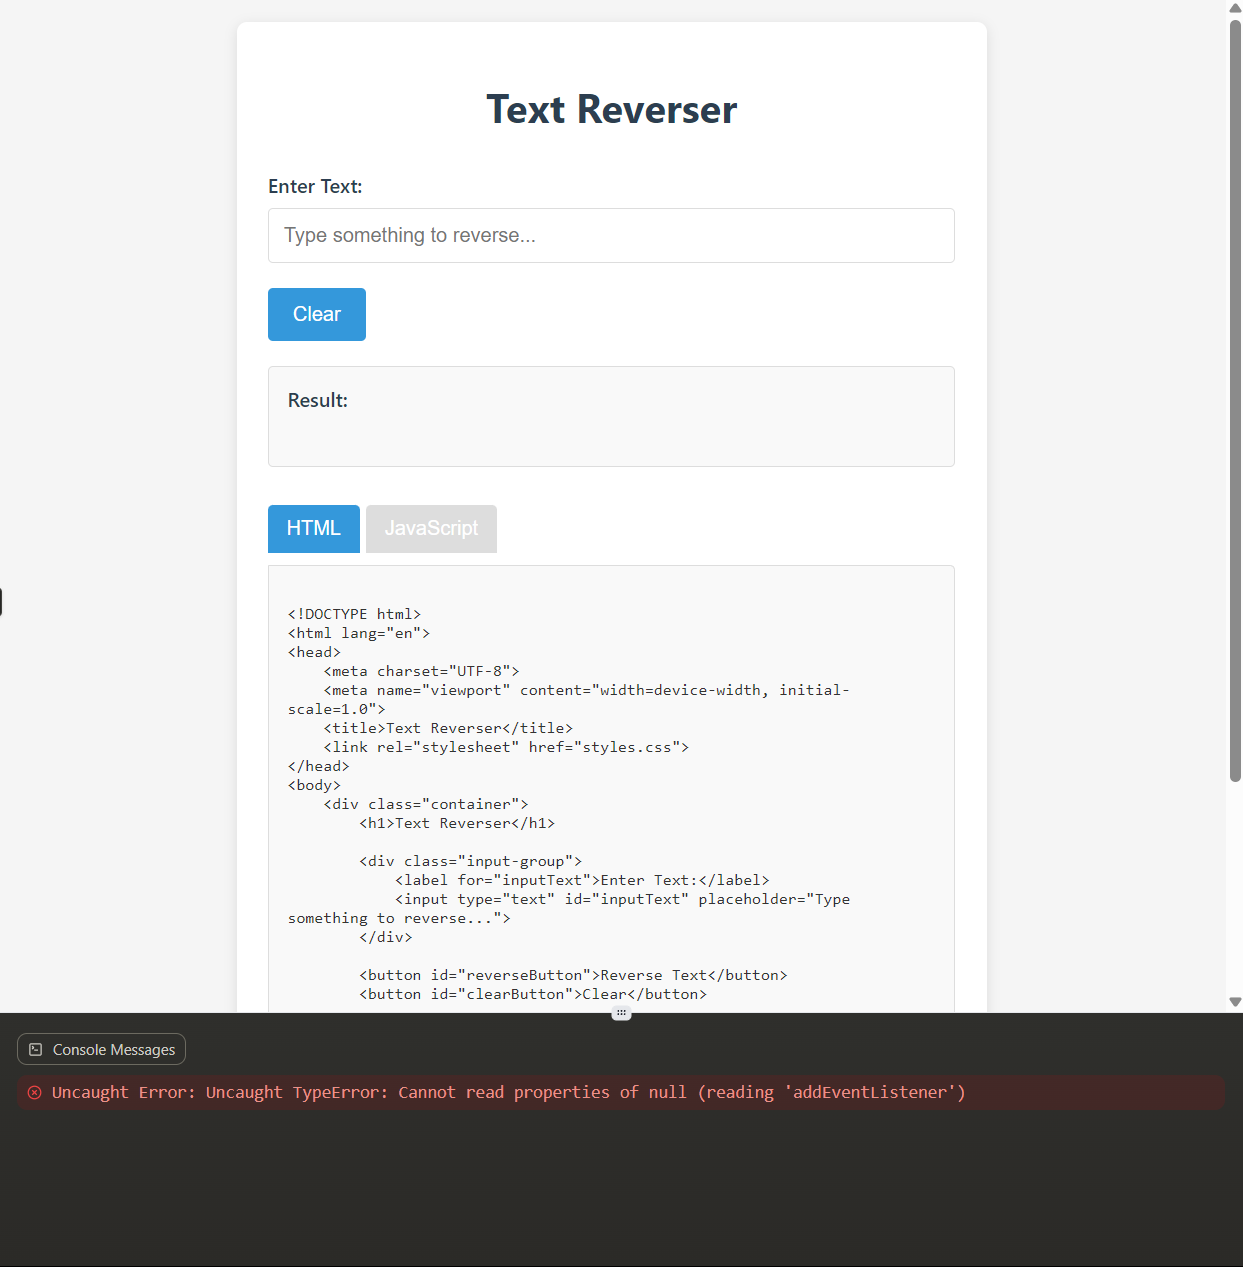 Text Reverser
Enter Text:
Type something to reverse...
Clear
Result:
HTML
JavaScript
<!DOCTYPE html>
<html lang="en">
<head>
    <meta charset="UTF-8">
    <meta name="viewport" content="width=device-width, initial-
scale=1.0">
    <title>Text Reverser</title>
    <link rel="stylesheet" href="styles.css">
</head>
<body>
    <div class="container">
        <h1>Text Reverser</h1>

        <div class="input-group">
            <label for="inputText">Enter Text:</label>
            <input type="text" id="inputText" placeholder="Type
something to reverse...">
        </div>

        <button id="reverseButton">Reverse Text</button>
        <button id="clearButton">Clear</button>
Console Messages
Uncaught Error: Uncaught TypeError: Cannot read properties of null (reading 'addEventListener')